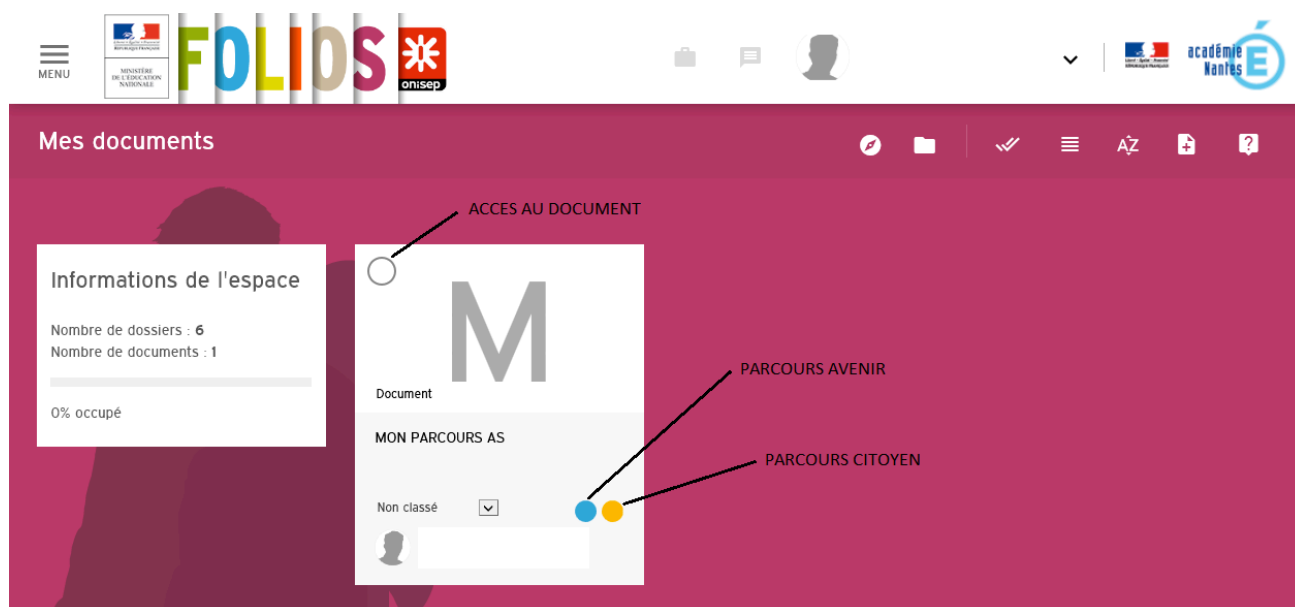 MENU
MINISTÈRE
DE L'ÉDUCATION
NATIONALE
FOLIOS
onisep
académie
Nantes
Mes documents
AZ
ACCES AU DOCUMENT
Informations de l'espace
Nombre de dossiers : 6
Nombre de documents : 1
0% occupé
M
Document
MON PARCOURS AS
Non classé
PARCOURS AVENIR
PARCOURS CITOYEN